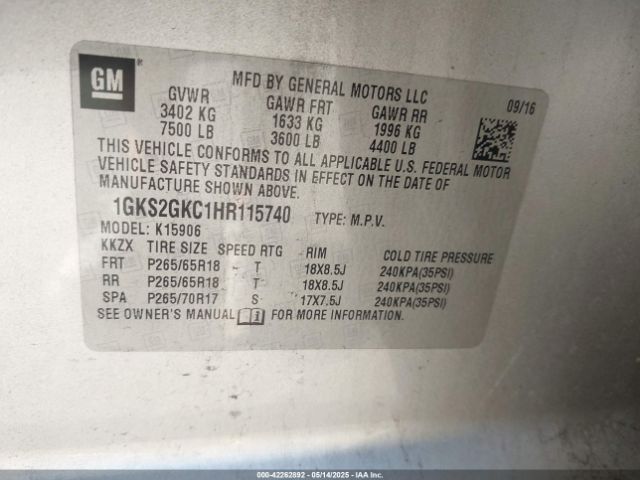 GM ®
MFD BY GENERAL MOTORS LLC
09/16
GVWR GAWR FRT GAWR RR
3402 KG 1633 KG 1996 KG
7500 LB 3600 LB 4400 LB
THIS VEHICLE CONFORMS TO ALL APPLICABLE U.S. FEDERAL MOTOR
VEHICLE SAFETY STANDARDS IN EFFECT ON THE DATE OF
MANUFACTURE SHOWN ABOVE.
1GKS2GKC1HR115740 TYPE: M.P.V.
MODEL: K15906
KKZX TIRE SIZE SPEED RTG RIM COLD TIRE PRESSURE
FRT P265/65R18 - T 18X8.5J 240KPA(35PSI)
RR P265/65R18 T 18X8.5J 240KPA(35PSI)
SPA P265/70R17 S 17X7.5J 240KPA(35PSI)
SEE OWNER'S MANUAL i FOR MORE INFORMATION.
000-42262892 - 05/14/2025 - IAAI.COM